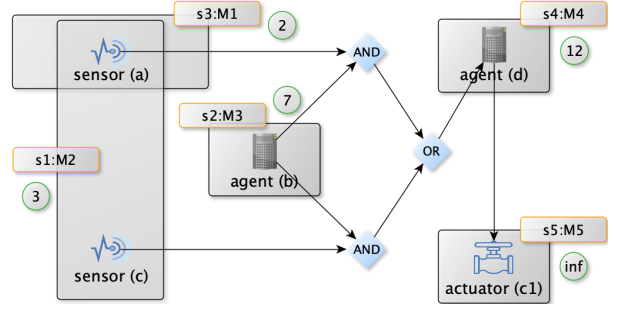 s3:M1
2
s4:M4
sensor (a)
AND
agent (d)
12
7
s2:M3
OR
s1:M2
agent (b)
3
s5:M5
sensor (c)
AND
actuator (c1)
inf